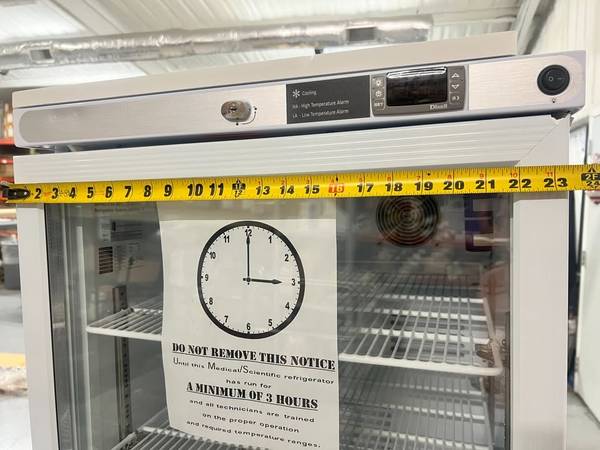 Cooling
HA - High Temperature Alarm
LA - Low Temperature Alarm
SET
Dixell
2 3 4 5 6 7 8 9 10 11 12 13 14 15 16 17 18 19 20 21 22 23 2F 24
12
11 1
10 2
9 3
8 4
7 5
6
DO NOT REMOVE THIS NOTICE
Until this Medical/Scientific refrigerator
has run for
A MINIMUM OF 3 HOURS
and all technicians are trained
on the proper operation
and required temperature ranges.